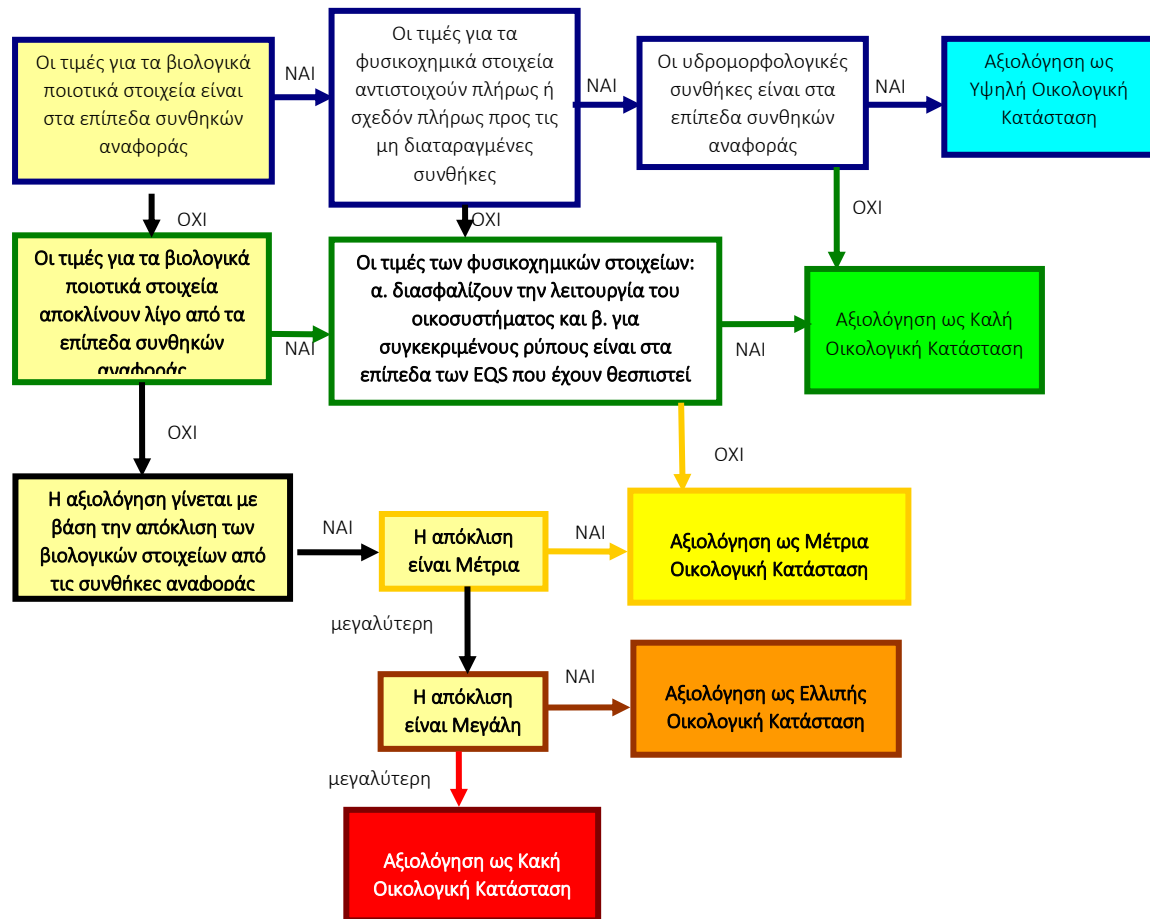 Οι τιμές για τα βιολογικά
ποιοτικά στοιχεία είναι
στα επίπεδα συνθηκών
αναφοράς
ΝΑΙ
Οι τιμές για τα
φυσικοχημικά στοιχεία
αντιστοιχούν πλήρως ή
σχεδόν πλήρως προς τις
μη διαταραγμένες
συνθήκες
ΝΑΙ
Οι υδρομορφολογικές
συνθήκες είναι στα
επίπεδα συνθηκών
αναφοράς
ΝΑΙ
Αξιολόγηση ως
Υψηλή Οικολογική
Κατάσταση
ΟΧΙ
ΟΧΙ
ΟΧΙ
Οι τιμές για τα βιολογικά
ποιοτικά στοιχεία
αποκλίνουν λίγο από τα
επίπεδα συνθηκών
αναφοράς
ΝΑΙ
Οι τιμές των φυσικοχημικών στοιχείων:
α. διασφαλίζουν την λειτουργία του
οικοσυστήματος και β. για
συγκεκριμένους ρύπους είναι στα
επίπεδα των EQS που έχουν θεσπιστεί
ΝΑΙ
Αξιολόγηση ως Καλή
Οικολογική Κατάσταση
ΟΧΙ
ΟΧΙ
Η αξιολόγηση γίνεται με
βάση την απόκλιση των
βιολογικών στοιχείων από
τις συνθήκες αναφοράς
ΝΑΙ
Η απόκλιση
είναι Μέτρια
ΝΑΙ
Αξιολόγηση ως Μέτρια
Οικολογική Κατάσταση
μεγαλύτερη
Η απόκλιση
είναι Μεγάλη
ΝΑΙ
Αξιολόγηση ως Ελλιπής
Οικολογική Κατάσταση
μεγαλύτερη
Αξιολόγηση ως Κακή
Οικολογική Κατάσταση